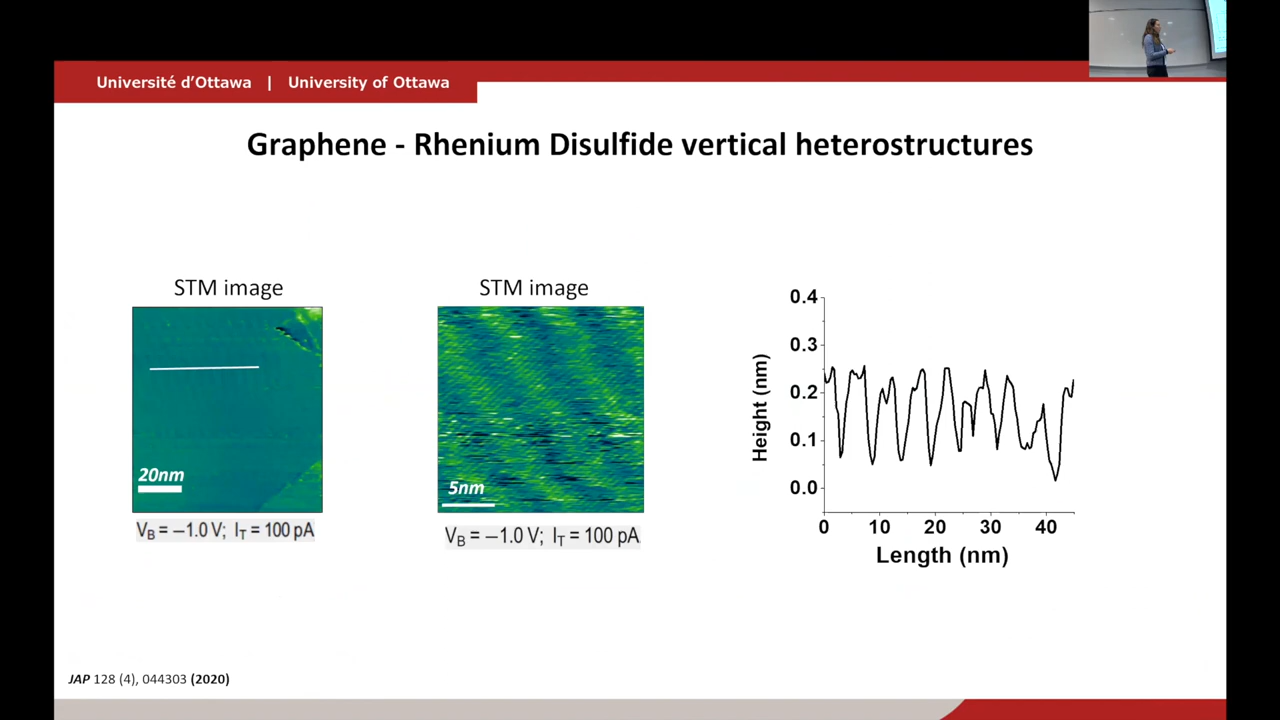 Université d'Ottawa | University of Ottawa
Graphene - Rhenium Disulfide vertical heterostructures
STM image
20nm
V_B = −1.0 V; I_T = 100 pA
STM image
5nm
V_B = −1.0 V; I_T = 100 pA
0.4
0.3
0.2
0.1
0.0
Height (nm)
0 10 20 30 40
Length (nm)
JAP 128 (4), 044303 (2020)